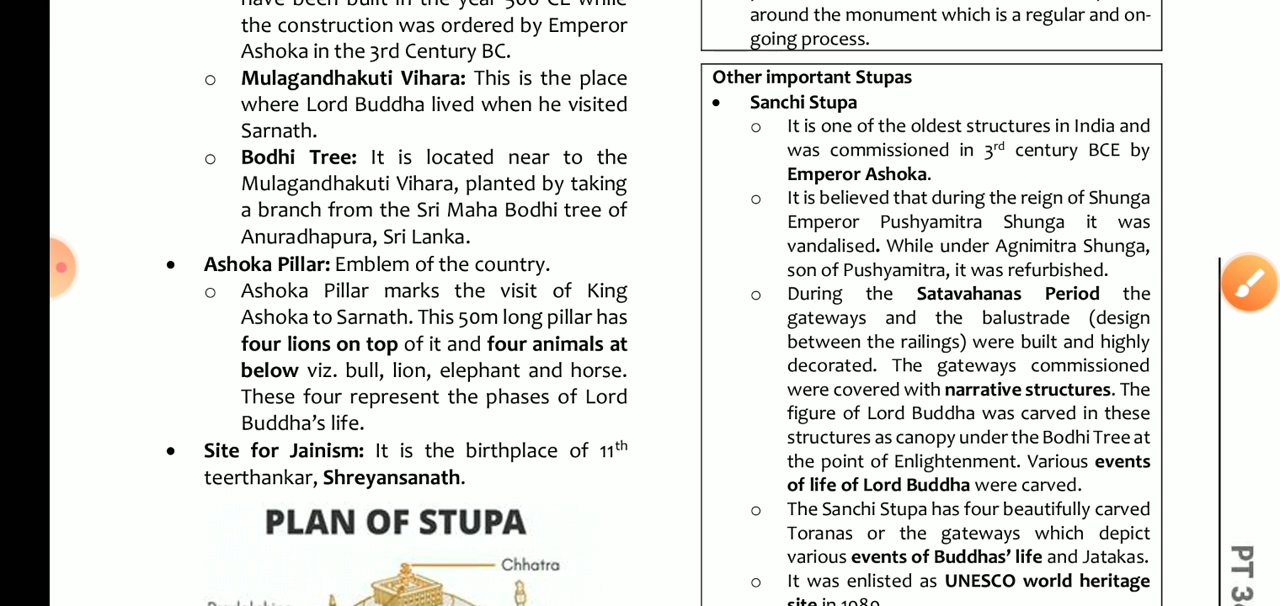 the construction was ordered by Emperor
Ashoka in the 3rd Century BC.
o Mulagandhakuti Vihara: This is the place
where Lord Buddha lived when he visited
Sarnath.
o Bodhi Tree: It is located near to the
Mulagandhakuti Vihara, planted by taking
a branch from the Sri Maha Bodhi tree of
Anuradhapura, Sri Lanka.
• Ashoka Pillar: Emblem of the country.
o Ashoka Pillar marks the visit of King
Ashoka to Sarnath. This 50m long pillar has
four lions on top of it and four animals at
below viz. bull, lion, elephant and horse.
These four represent the phases of Lord
Buddha’s life.
• Site for Jainism: It is the birthplace of 11th
teerthankar, Shreyansanath.
PLAN OF STUPA
Chhatra
around the monument which is a regular and on-
going process.
Other important Stupas
• Sanchi Stupa
o It is one of the oldest structures in India and
was commissioned in 3rd century BCE by
Emperor Ashoka.
o It is believed that during the reign of Shunga
Emperor Pushyamitra Shunga it was
vandalised. While under Agnimitra Shunga,
son of Pushyamitra, it was refurbished.
o During the Satavahanas Period the
gateways and the balustrade (design
between the railings) were built and highly
decorated. The gateways commissioned
were covered with narrative structures. The
figure of Lord Buddha was carved in these
structures as canopy under the Bodhi Tree at
the point of Enlightenment. Various events
of life of Lord Buddha were carved.
o The Sanchi Stupa has four beautifully carved
Toranas or the gateways which depict
various events of Buddhas’ life and Jatakas.
o It was enlisted as UNESCO world heritage
site in 1989
PT 3